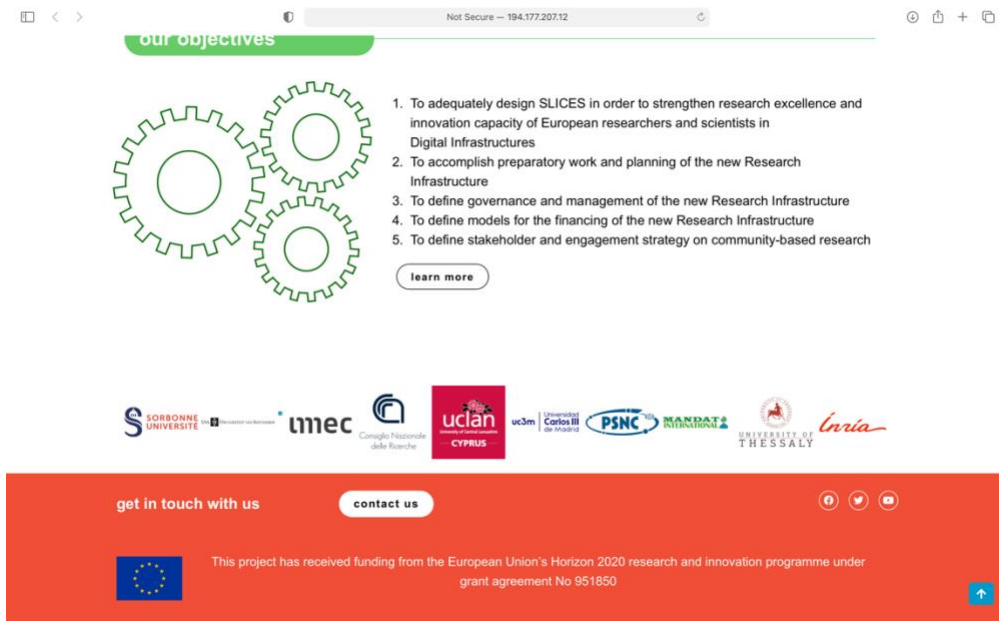 Not Secure — 194.177.207.12
our objectives
1. To adequately design SLICES in order to strengthen research excellence and
innovation capacity of European researchers and scientists in
Digital Infrastructures
2. To accomplish preparatory work and planning of the new Research
Infrastructure
3. To define governance and management of the new Research Infrastructure
4. To define models for the financing of the new Research Infrastructure
5. To define stakeholder and engagement strategy on community-based research
learn more
SORBONNE
UNIVERSITÉ
imec
Consiglio Nazionale
delle Ricerche
uclan
University of Central Lancashire
CYPRUS
uc3m
Universidad
Carlos III
de Madrid
PSNC
MANDAT
INTERNATIONAL
UNIVERSITY OF
THESSALY
Inria
get in touch with us
contact us
This project has received funding from the European Union's Horizon 2020 research and innovation programme under
grant agreement No 951850